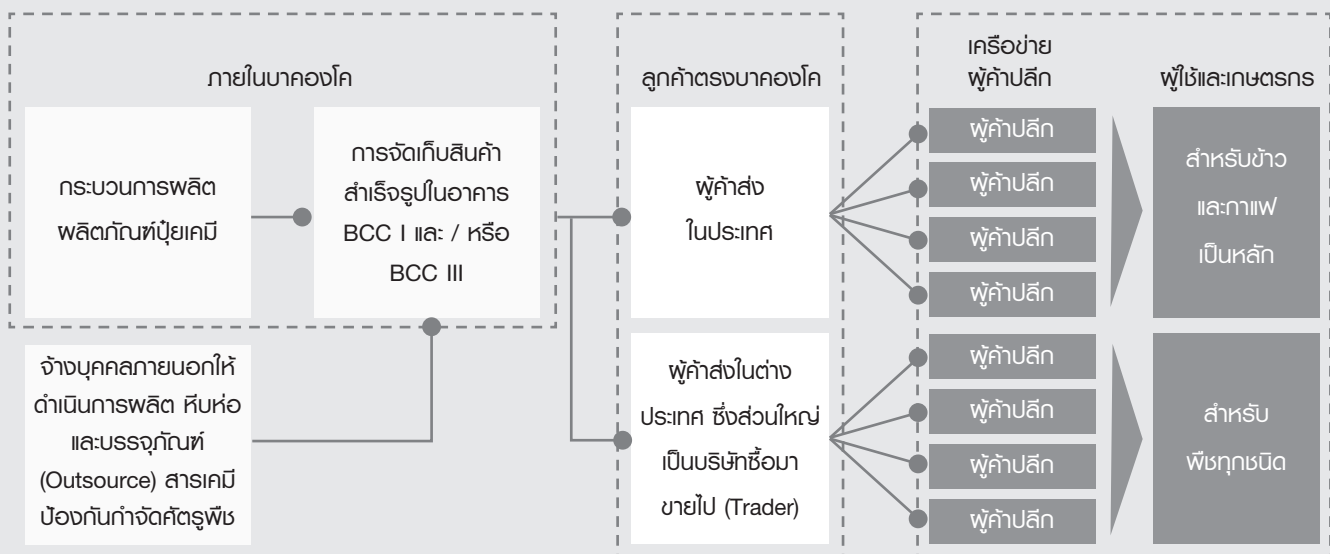 ภายในบาคองโค
กระบวนการผลิต
ผลิตภัณฑ์ปุ๋ยเคมี
การจัดเก็บสินค้า
สำเร็จรูปในอาคาร
BCC I และ / หรือ
BCC III
จ้างบุคคลภายนอกให้
ดำเนินการผลิต หีบห่อ
และบรรจุภัณฑ์
(Outsource) สารเคมี
ป้องกันกำจัดศัตรูพืช
ลูกค้าตรงบาคองโค
ผู้ค้าส่ง
ในประเทศ
ผู้ค้าส่งในต่าง
ประเทศ ซึ่งส่วนใหญ่
เป็นบริษัทซื้อมา
ขายไป (Trader)
เครือข่าย
ผู้ค้าปลีก
ผู้ค้าปลีก
ผู้ค้าปลีก
ผู้ค้าปลีก
ผู้ค้าปลีก
ผู้ค้าปลีก
ผู้ค้าปลีก
ผู้ค้าปลีก
ผู้ค้าปลีก
ผู้ใช้และเกษตรกร
สำหรับข้าว
และกาแฟ
เป็นหลัก
สำหรับ
พืชทุกชนิด